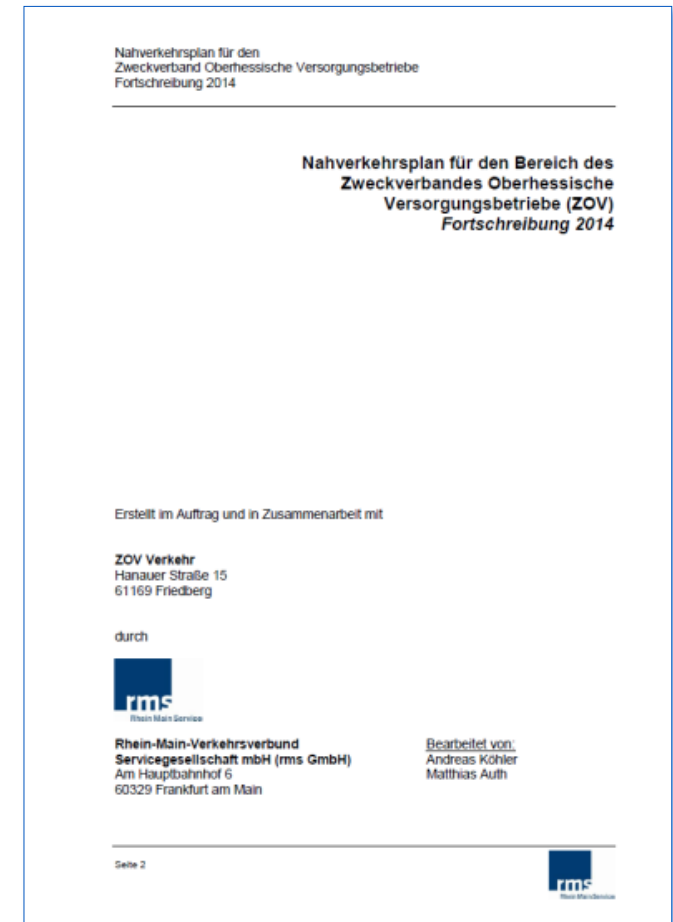 Nahverkehrsplan für den
Zweckverband Oberhessische Versorgungsbetriebe
Fortschreibung 2014
Nahverkehrsplan für den Bereich des
Zweckverbandes Oberhessische
Versorgungsbetriebe (ZOV)
Fortschreibung 2014
Erstellt im Auftrag und in Zusammenarbeit mit
ZOV Verkehr
Hanauer Straße 15
61169 Friedberg
durch
rms
Rhein Main Service
Rhein-Main-Verkehrsverbund
Servicegesellschaft mbH (rms GmbH)
Am Hauptbahnhof 6
60329 Frankfurt am Main
Bearbeitet von:
Andreas Köhler
Matthias Auth
Seite 2
rms
Rhein Main Service